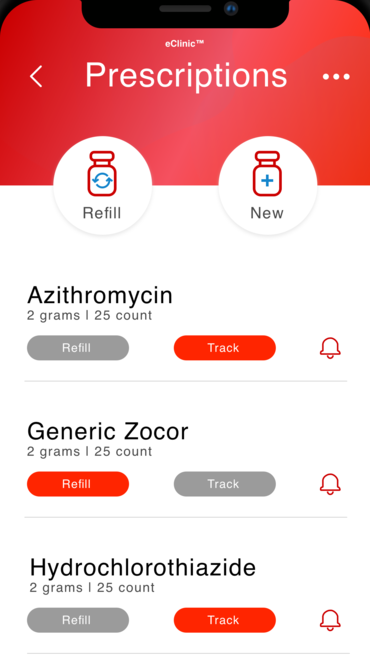 eClinic™
Prescriptions
Refill
New
Azithromycin
2 grams | 25 count
Refill
Track
Generic Zocor
2 grams | 25 count
Refill
Track
Hydrochlorothiazide
2 grams | 25 count
Refill
Track